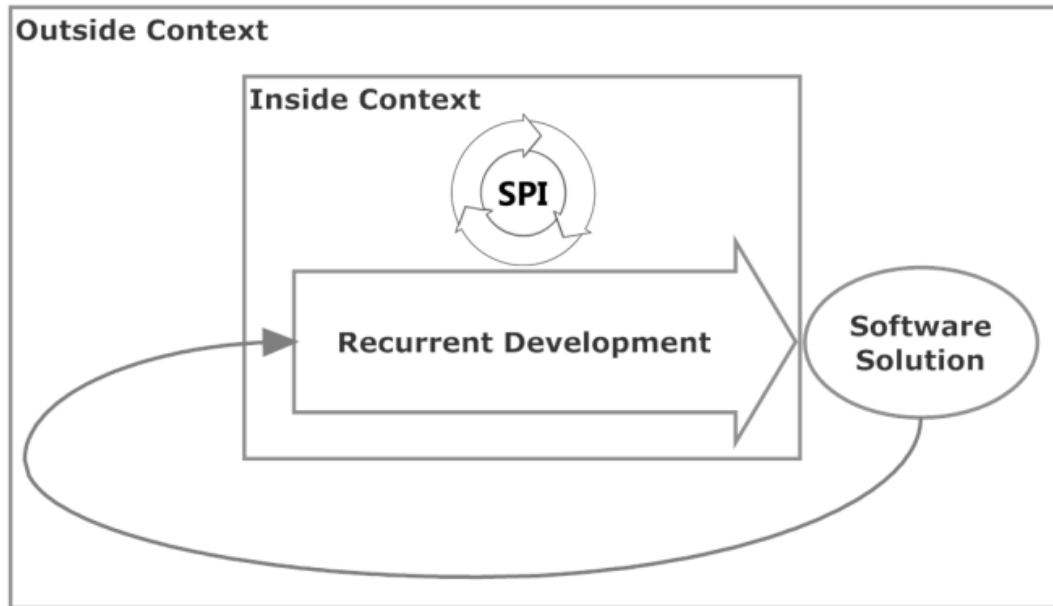 Outside Context
Inside Context
SPI
Recurrent Development
Software
Solution